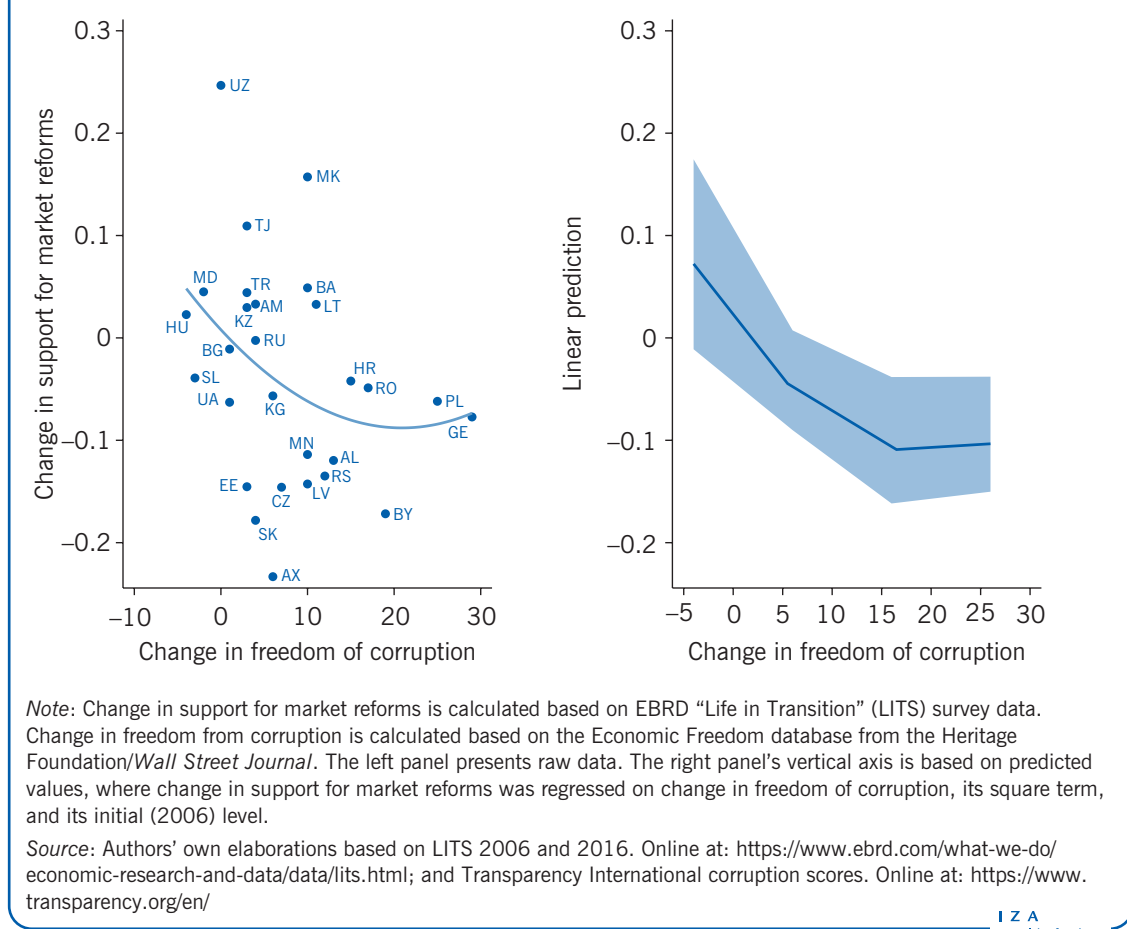 0.3
0.2
0.1
0
–0.1
–0.2
Change in support for market reforms
UZ
MK
TJ
MD
TR
BA
AM
LT
HU
KZ
RU
BG
HR
SL
RO
UA
KG
PL
GE
MN
AL
RS
EE
CZ
LV
BY
SK
AX
–10
0
10
20
30
Change in freedom of corruption
0.3
0.2
0.1
0
–0.1
–0.2
Linear prediction
–5
0
5
10
15
20
25
30
Change in freedom of corruption
Note: Change in support for market reforms is calculated based on EBRD “Life in Transition” (LITS) survey data.
Change in freedom from corruption is calculated based on the Economic Freedom database from the Heritage
Foundation/Wall Street Journal. The left panel presents raw data. The right panel’s vertical axis is based on predicted
values, where change in support for market reforms was regressed on change in freedom of corruption, its square term,
and its initial (2006) level.
Source: Authors’ own elaborations based on LITS 2006 and 2016. Online at: https://www.ebrd.com/what-we-do/
economic-research-and-data/data/lits.html; and Transparency International corruption scores. Online at: https://www.
transparency.org/en/
I Z A